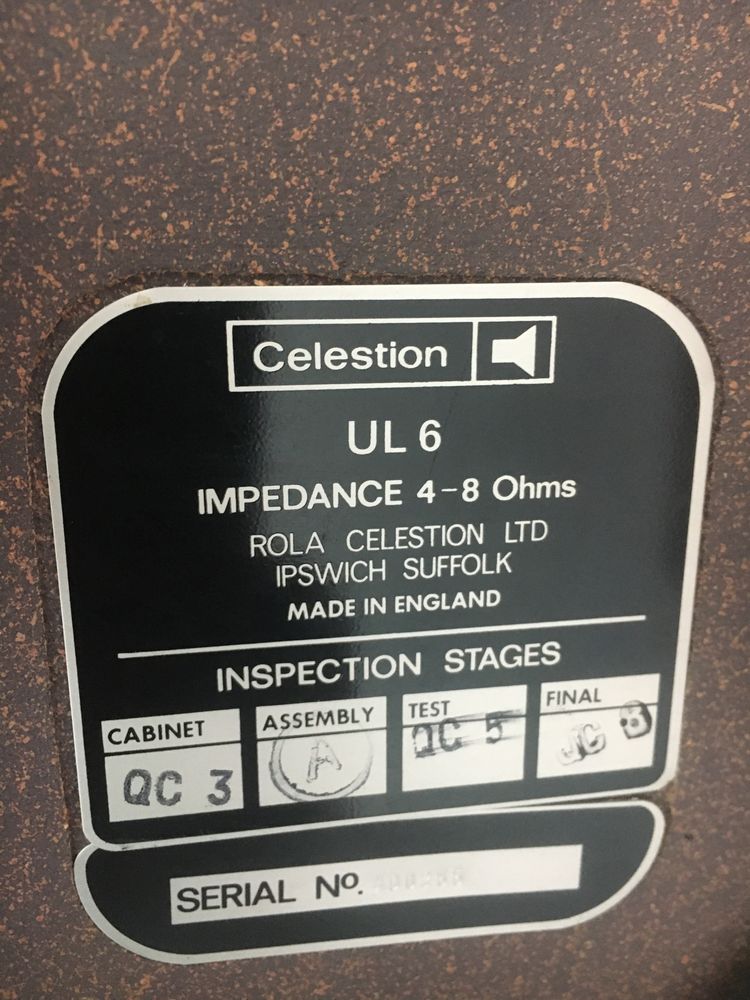 Celestion
UL 6
IMPEDANCE 4-8 Ohms
ROLA CELESTION LTD
IPSWICH SUFFOLK
MADE IN ENGLAND
INSPECTION STAGES
CABINET ASSEMBLY TEST FINAL
QC 3 A QC 5
SERIAL No.